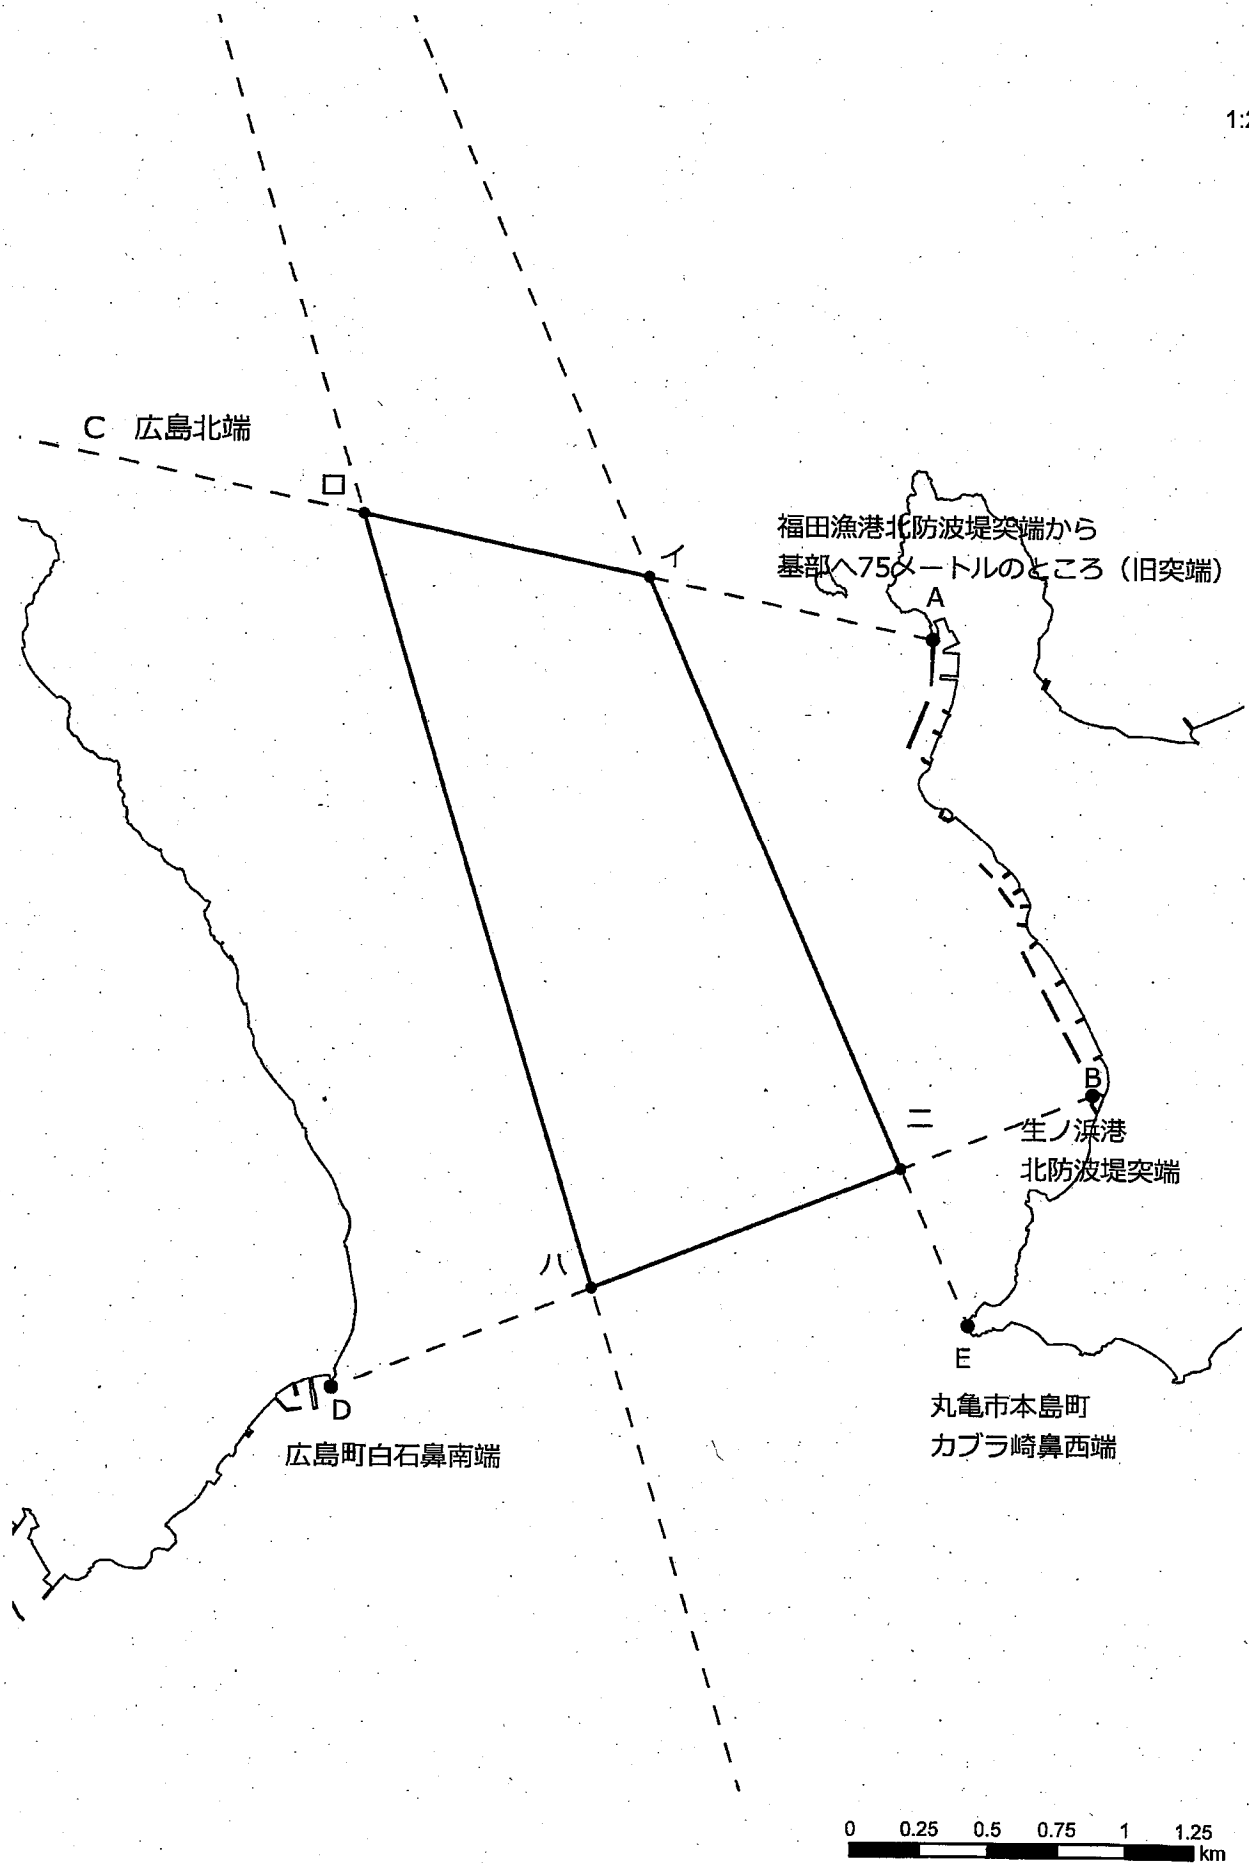 1:2
C 広島北端
ロ
イ
福田漁港北防波堤突端から
基部へ75メートルのところ（旧突端）
A
B
生ノ浜港
北防波堤突端
ニ
ハ
E
丸亀市本島町
カブラ崎鼻西端
D
広島町白石鼻南端
0 0.25 0.5 0.75 1 1.25
km